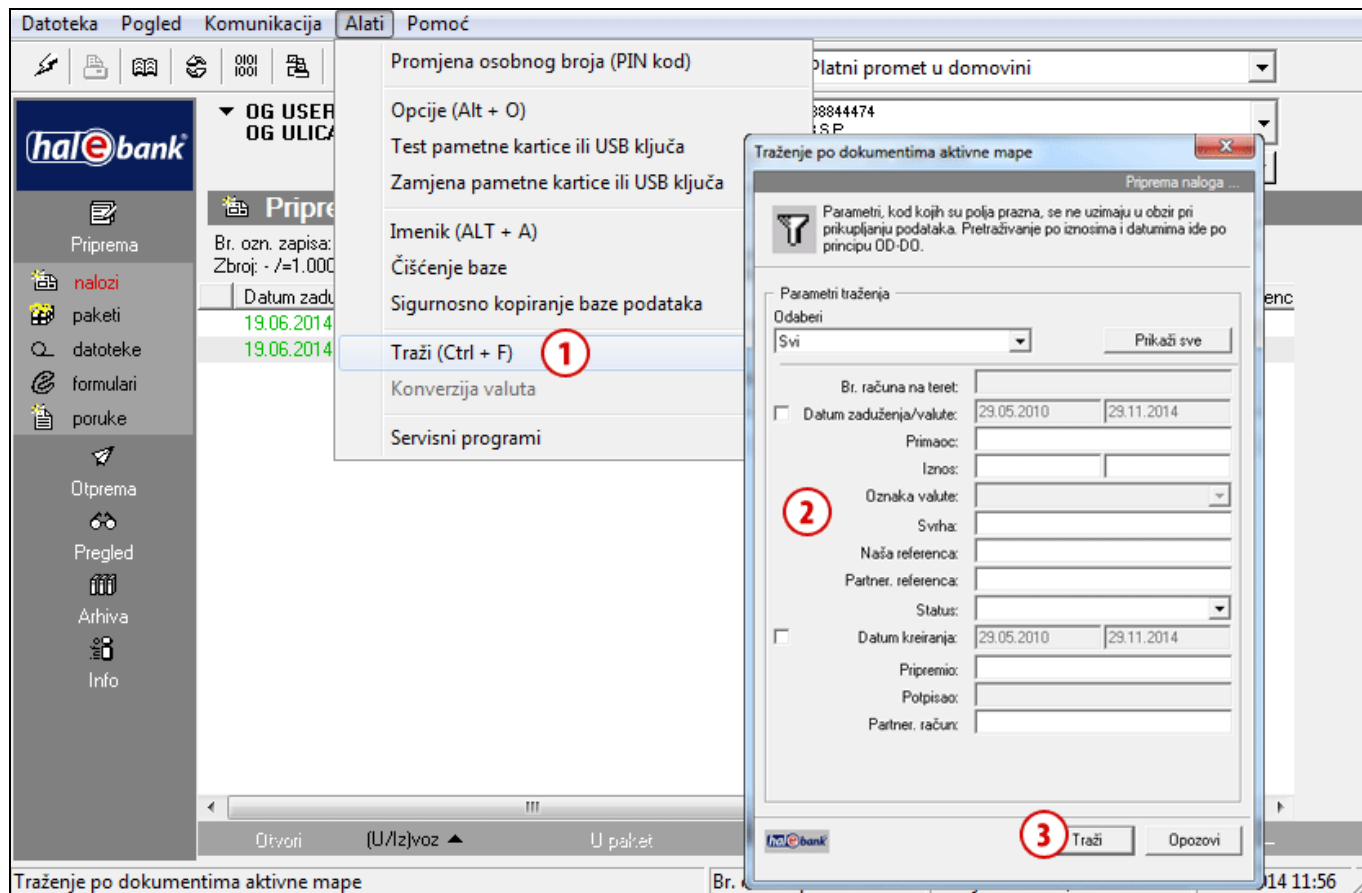 Datoteka Pogled Komunikacija Alati Pomoć
Platni promet u domovini
hal e bank
OG USER
OG ULICA
38844474
Promjena osobnog broja (PIN kod)
Opcije (Alt + O)
Test pametne kartice ili USB ključa
Zamjena pametne kartice ili USB ključa
Imenik (ALT + A)
Čišćenje baze
Sigurnosno kopiranje baze podataka
Traži (Ctrl + F)
1
Konverzija valuta
Servisni programi
Priprema
nalozi
paketi
datoteke
formulari
poruke
Otprema
Pregled
Arhiva
Info
Pripre
Br. ozn. zapisa:
Zbroj: - /=1.000
Datum zadu
enc
19.06.2014
19.06.2014
Traženje po dokumentima aktivne mape
Priprema naloga ...
Parametri, kod kojih su polja prazna, se ne uzimaju u obzir pri
prikupljanju podataka. Pretraživanje po iznosima i datumima ide po
principu OD-DO.
Parametri traženja
Odaberi
Svi
Prikaži sve
Br. računa na teret:
Datum zaduženja/valute: 29.05.2010 29.11.2014
Primaoc:
Iznos:
Oznaka valute:
2
Svrha:
Naša referenca:
Partner. referenca:
Status:
Datum kreiranja: 29.05.2010 29.11.2014
Pripremio:
Potpisao:
Partner. račun:
hal e bank
3
Traži
Opozovi
Otvori (U/Iz)voz U paket
Traženje po dokumentima aktivne mape
Br.
014 11:56